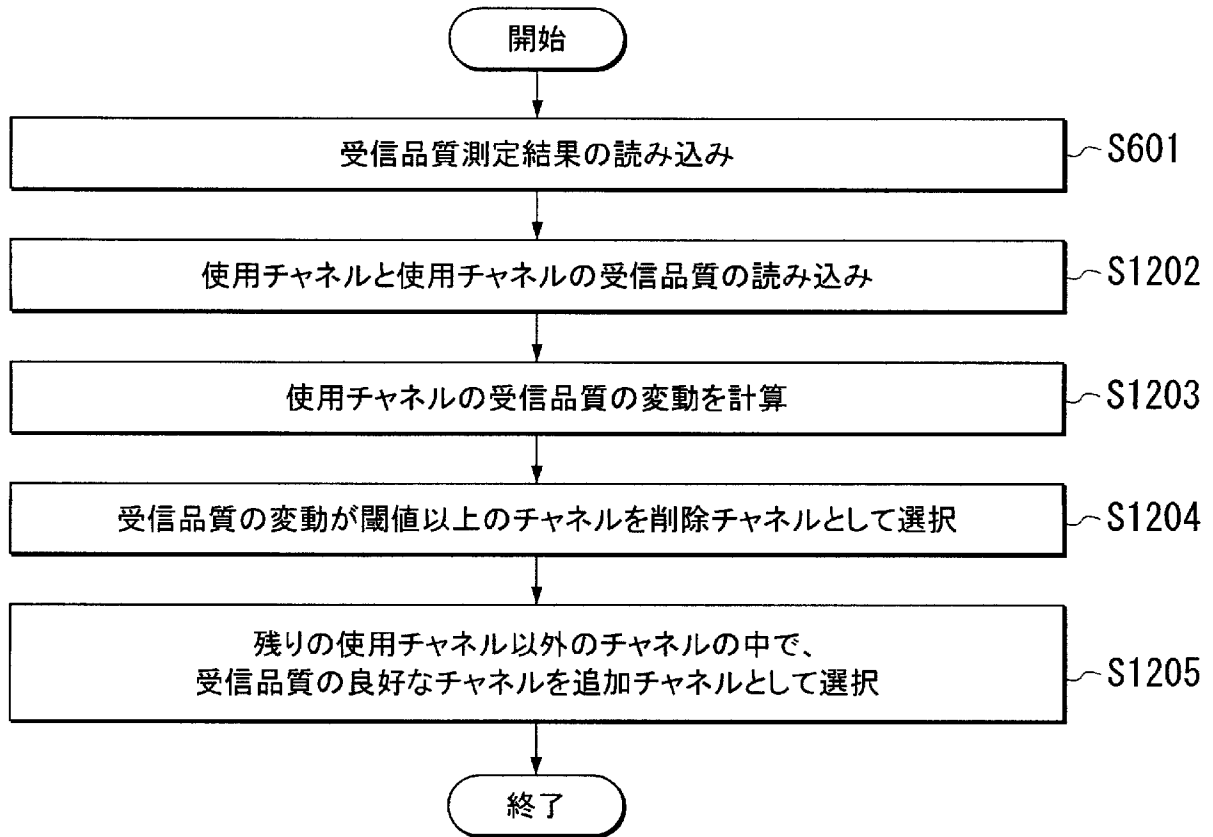 開始
受信品質測定結果の読み込み
S601
使用チャネルと使用チャネルの受信品質の読み込み
S1202
使用チャネルの受信品質の変動を計算
S1203
受信品質の変動が閾値以上のチャネルを削除チャネルとして選択
S1204
残りの使用チャネル以外のチャネルの中で、
受信品質の良好なチャネルを追加チャネルとして選択
S1205
終了